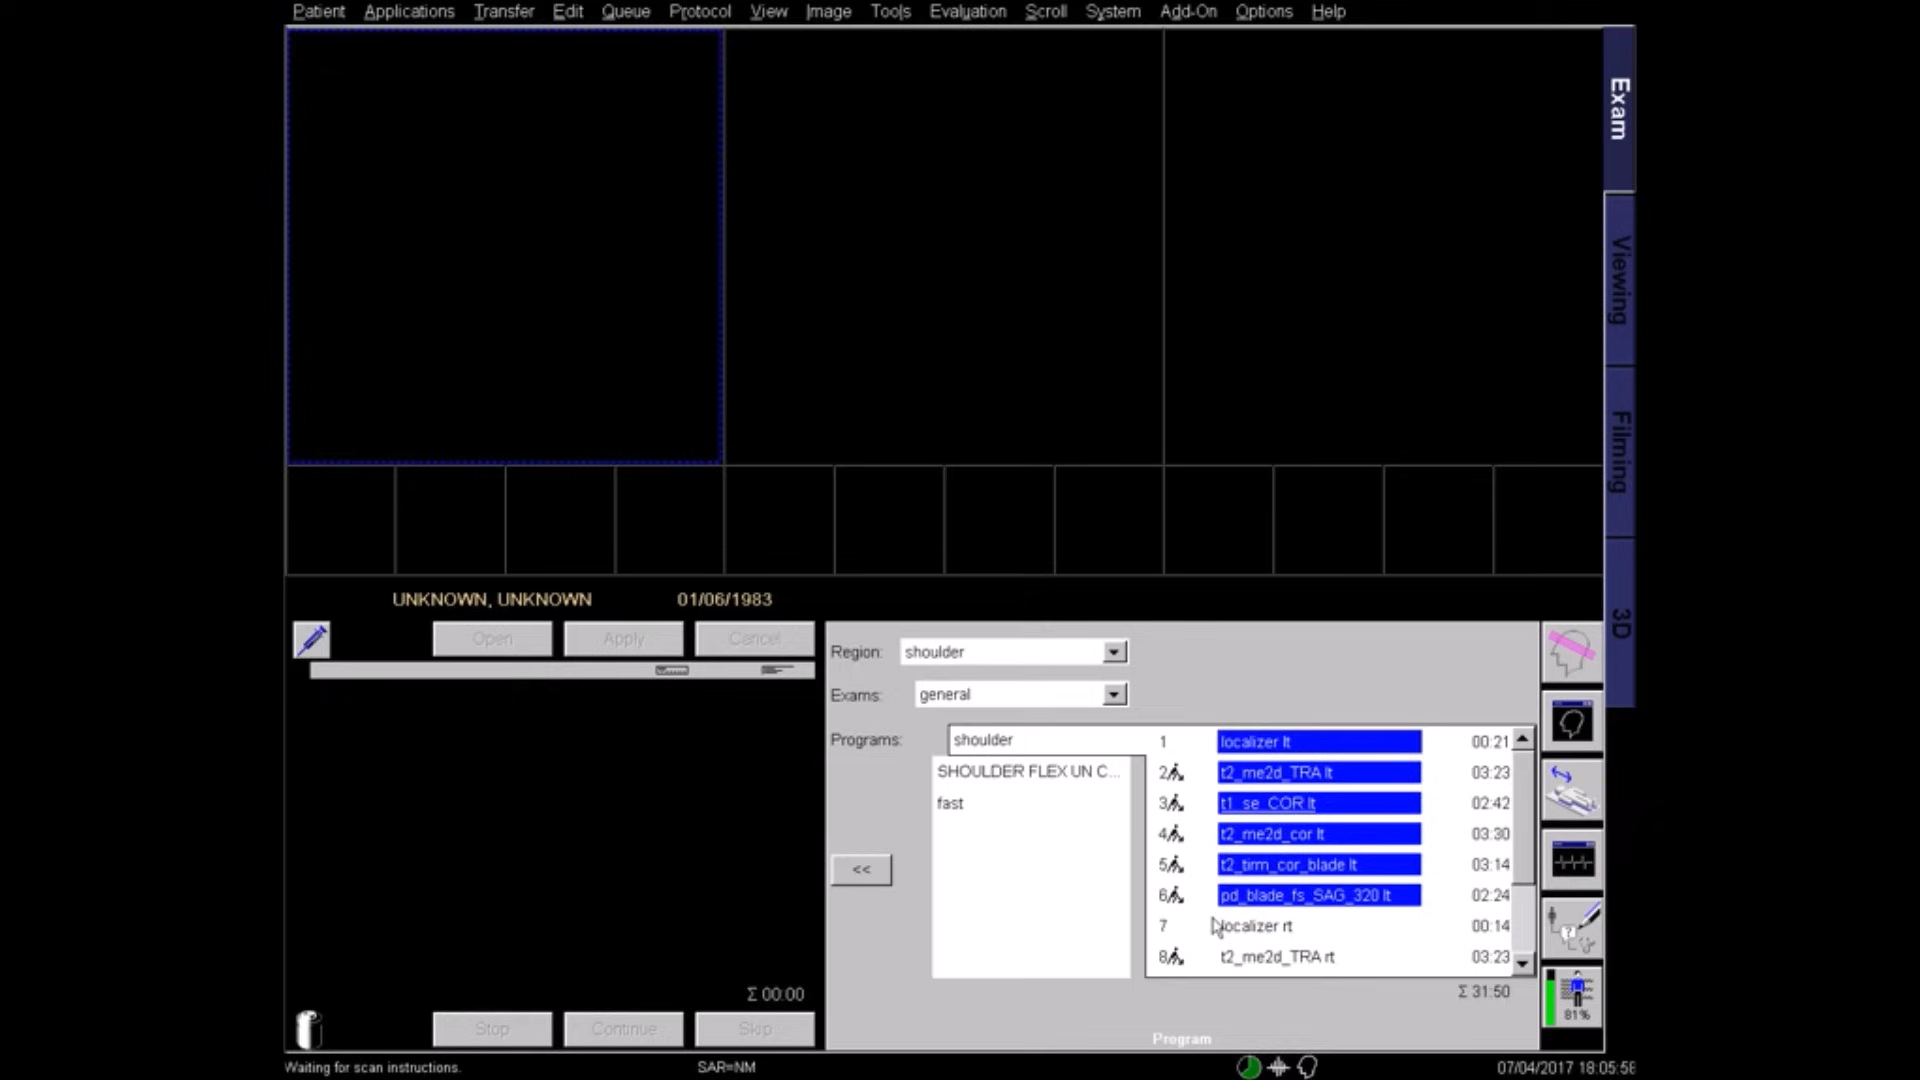 Patient Applications Transfer Edit Queue Protocol View Image Tools Evaluation Scroll System Add-On Options Help
Exam
Viewing
Filming
3D
UNKNOWN, UNKNOWN 01/06/1983
Open Apply Cancel
Region: shoulder
Exams: general
Programs: shoulder
SHOULDER FLEX UN C...
fast
<<
1 localizer lt 00:21
2 t2_me2d_TRA lt 03:23
3 t1_se_COR lt 02:42
4 t2_me2d_cor lt 03:30
5 t2_tirm_cor_blade lt 03:14
6 pd_blade_fs_SAG_320 lt 02:24
7 localizer rt 00:14
8 t2_me2d_TRA rt 03:23
Σ 00:00
Σ 31:50
81%
Stop Continue Skip
Program
Waiting for scan instructions. SAR=NM 07/04/2017 18:05:58